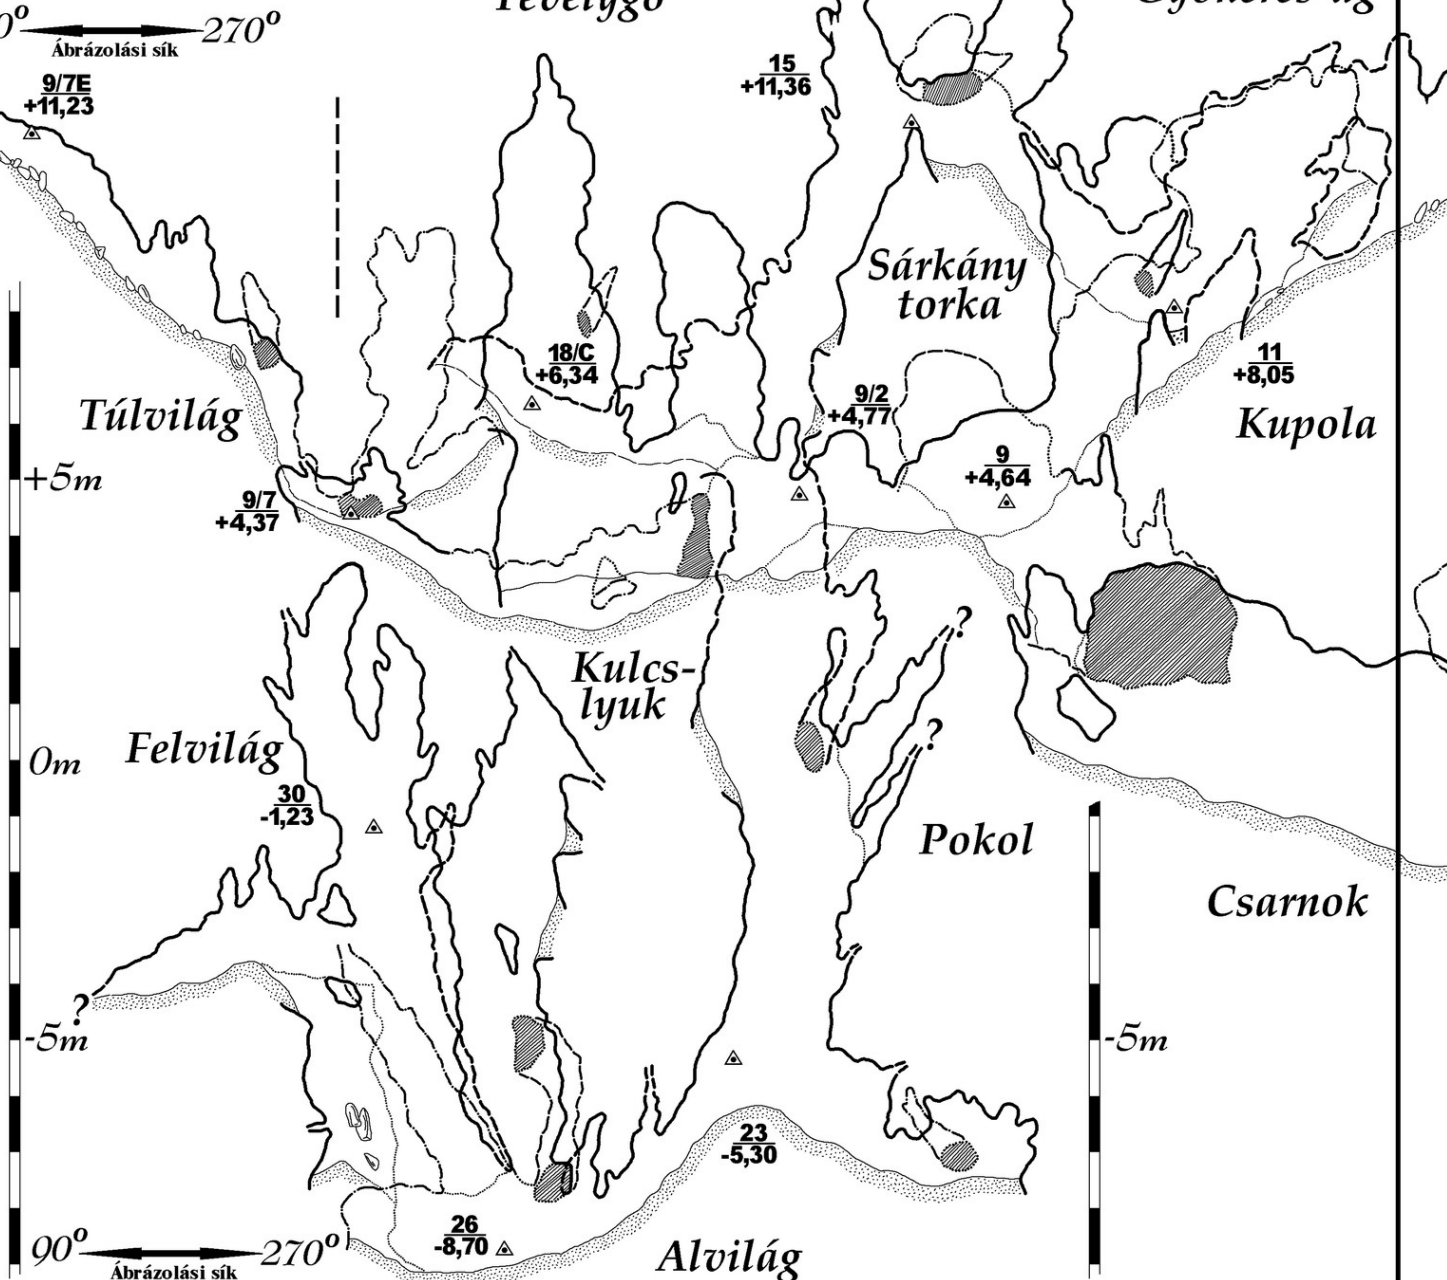 Tévelygő
0° 270°
Ábrázolási sík
9/7E
+11,23
15
+11,36
Sárkány
torka
18/C
+6,34
9/2
+4,77
11
+8,05
Túlvilág
Kupola
+5m
9
+4,64
9/7
+4,37
?
Kulcs-
lyuk
?
Felvilág
0m
30
-1,23
Pokol
Csarnok
?
-5m
-5m
23
-5,30
26
-8,70
90° 270°
Ábrázolási sík
Alvilág